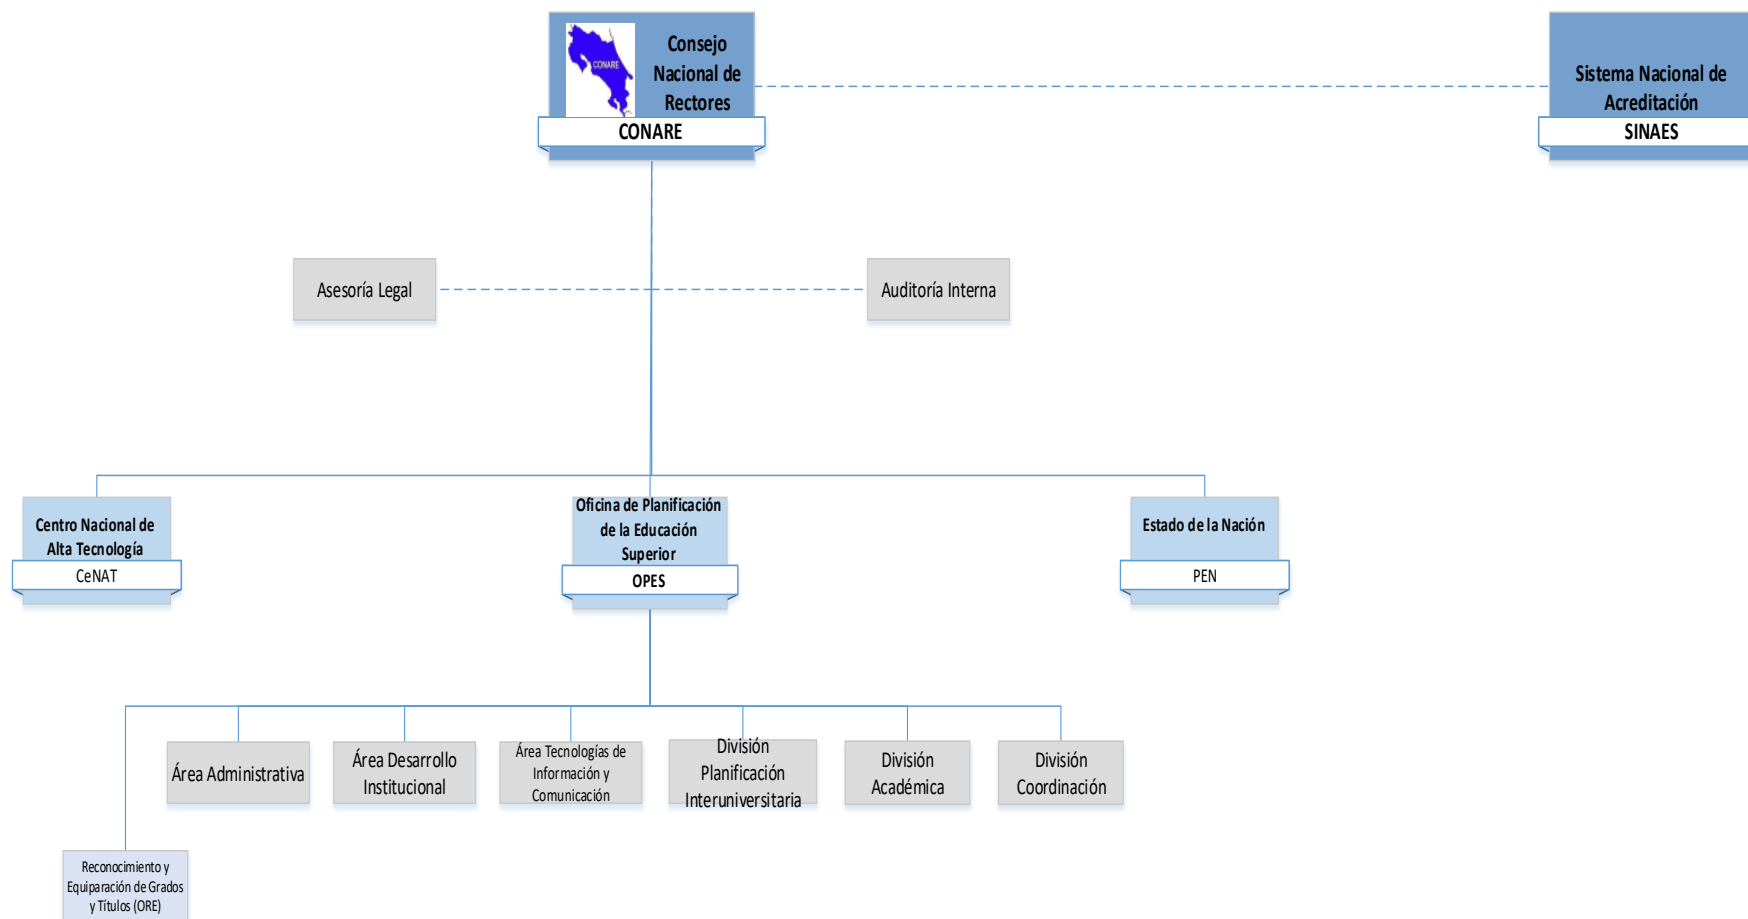 Consejo
Nacional de
Rectores
CONARE
CONARE
Sistema Nacional de
Acreditación
SINAES
Asesoría Legal
Auditoría Interna
Centro Nacional de
Alta Tecnología
CeNAT
Oficina de Planificación
de la Educación
Superior
OPES
Estado de la Nación
PEN
Área Administrativa
Área Desarrollo
Institucional
Área Tecnologías de
Información y
Comunicación
División
Planificación
Interuniversitaria
División
Académica
División
Coordinación
Reconocimiento y
Equiparación de Grados
y Títulos (ORE)